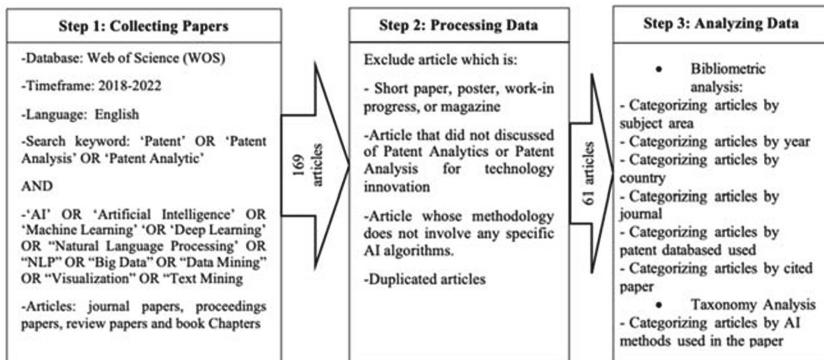 Step 1: Collecting Papers
-Database: Web of Science (WOS)
-Timeframe: 2018-2022
-Language: English
-Search keyword: 'Patent' OR 'Patent
Analysis' OR 'Patent Analytic'
AND
-'AI' OR 'Artificial Intelligence' OR
'Machine Learning' 'OR 'Deep Learning'
OR "Natural Language Processing' OR
"NLP" OR "Big Data" OR "Data Mining"
OR "Visualization" OR "Text Mining
-Articles: journal papers, proceedings
papers, review papers and book Chapters
169
articles
Step 2: Processing Data
Exclude article which is:
- Short paper, poster, work-in
progress, or magazine
-Article that did not discussed
of Patent Analytics or Patent
Analysis for technology
innovation
-Article whose methodology
does not involve any specific
AI algorithms.
-Duplicated articles
61 articles
Step 3: Analyzing Data
• Bibliometric
analysis:
- Categorizing articles by
subject area
- Categorizing articles by year
- Categorizing articles by
country
- Categorizing articles by
journal
- Categorizing articles by
patent databased used
- Categorizing articles by cited
paper
• Taxonomy Analysis
- Categorizing articles by AI
methods used in the paper